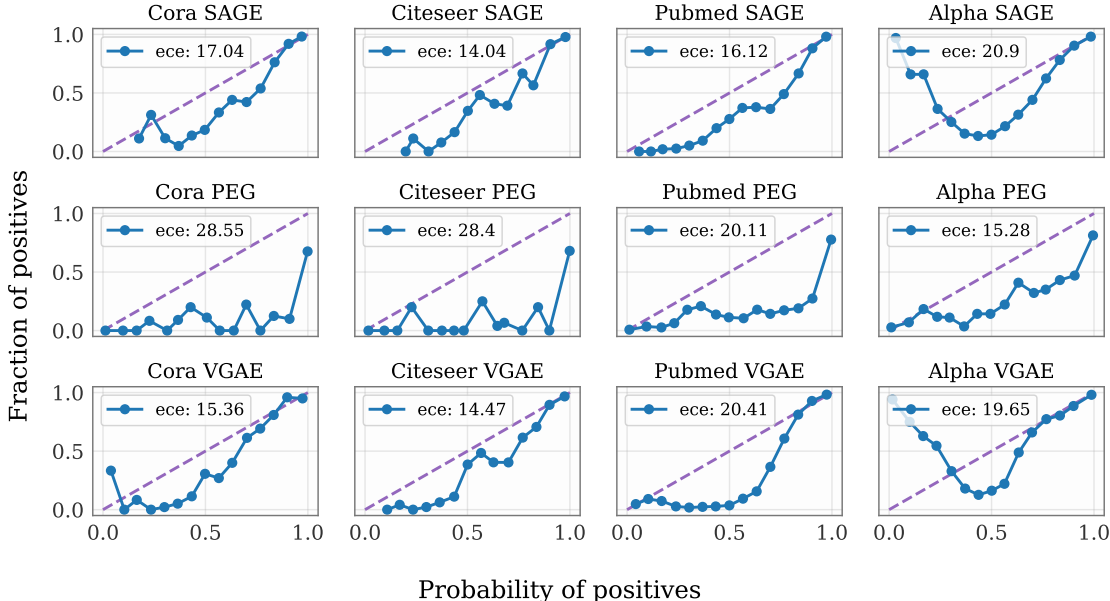 Cora SAGE Citeseer SAGE Pubmed SAGE Alpha SAGE
1.0
ece: 17.04 ece: 14.04 ece: 16.12 ece: 20.9
0.5
0.0
Cora PEG Citeseer PEG Pubmed PEG Alpha PEG
1.0
ece: 28.55 ece: 28.4 ece: 20.11 ece: 15.28
0.5
0.0
Cora VGAE Citeseer VGAE Pubmed VGAE Alpha VGAE
1.0
ece: 15.36 ece: 14.47 ece: 20.41 ece: 19.65
0.5
0.0
0.0 0.5 1.0 0.0 0.5 1.0 0.0 0.5 1.0 0.0 0.5 1.0
Fraction of positives
Probability of positives